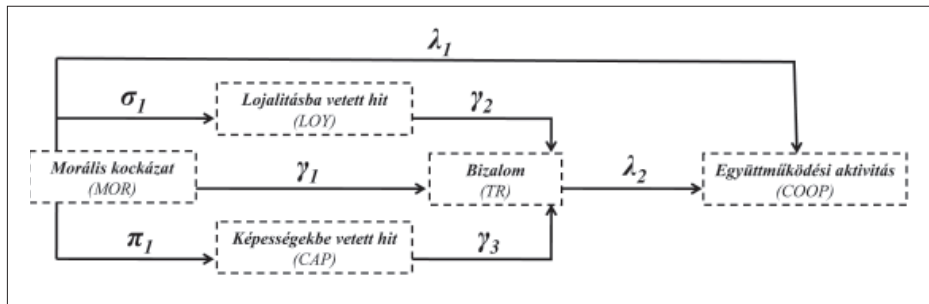 λ1
σ1
Lojalitásba vetett hit
(LOY)
γ2
Morális kockázat
(MOR)
γ1
Bizalom
(TR)
λ2
Együttműködési aktivitás
(COOP)
π1
Képességekbe vetett hit
(CAP)
γ3